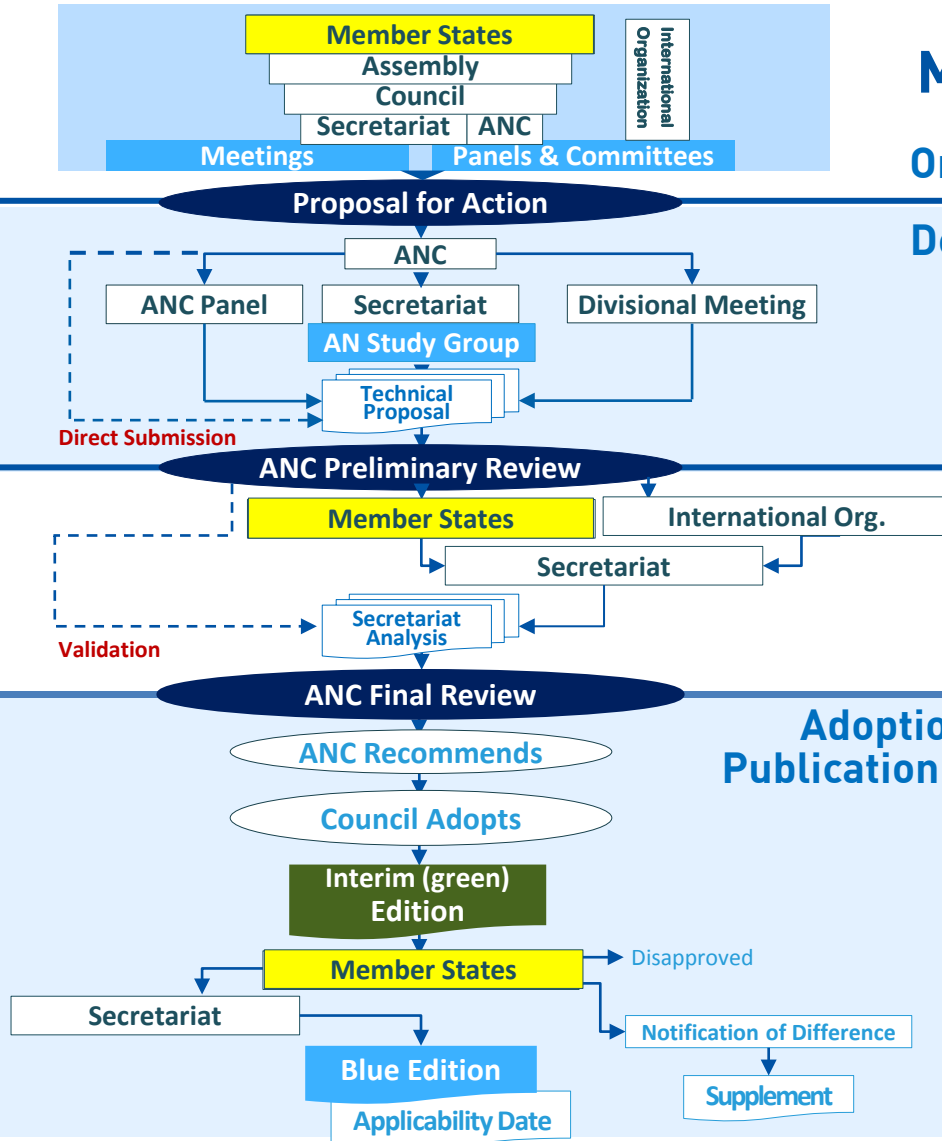 Member States
Assembly
Council
Secretariat
ANC
International
Organization
Meetings
Panels & Committees
Proposal for Action
ANC
ANC Panel
Secretariat
Divisional Meeting
AN Study Group
Technical
Proposal
Direct Submission
ANC Preliminary Review
Member States
International Org.
Secretariat
Secretariat
Analysis
Validation
ANC Final Review
Adoptio
Publication
ANC Recommends
Council Adopts
Interim (green)
Edition
Member States
Disapproved
Secretariat
Notification of Difference
Blue Edition
Supplement
Applicability Date